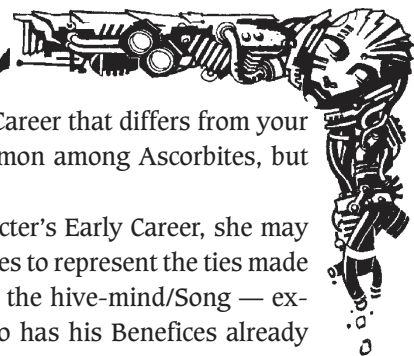 Career that differs from your
mon among Ascorbites, but
cter's Early Career, she may
es to represent the ties made
the hive-mind/Song — ex-
o has his Benefices already